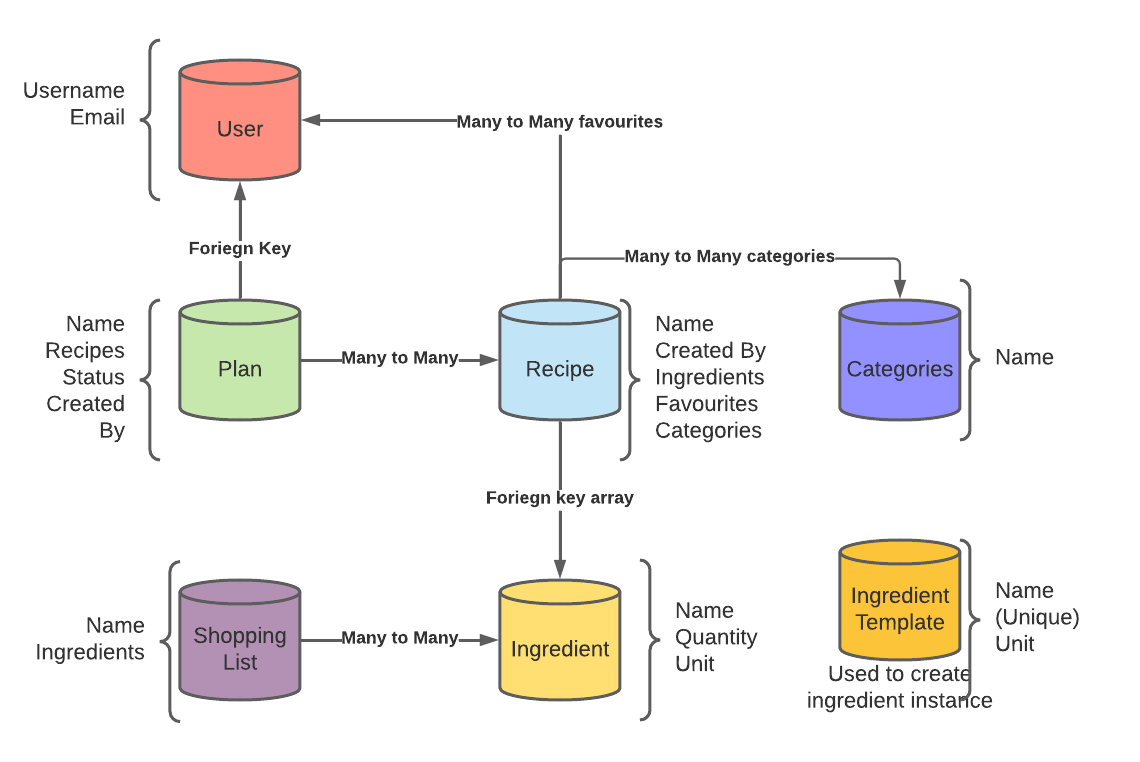 Username
Email
User
Many to Many favourites
Foriegn Key
Many to Many categories
Name
Recipes
Status
Created
By
Plan
Many to Many
Recipe
Name
Created By
Ingredients
Favourites
Categories
Categories
Name
Foriegn key array
Name
Ingredients
Shopping
List
Many to Many
Ingredient
Name
Quantity
Unit
Ingredient
Template
Name
(Unique)
Unit
Used to create
ingredient instance